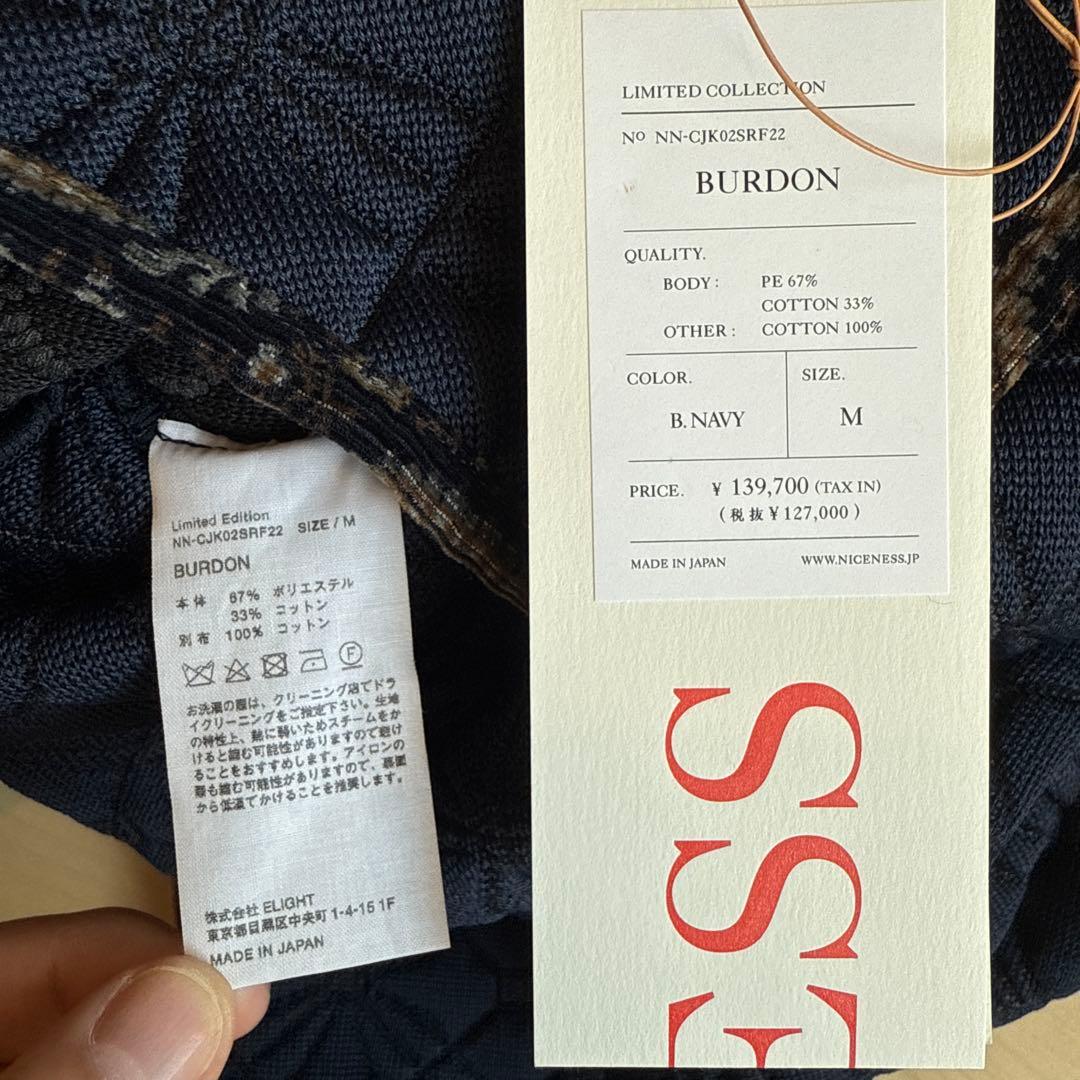 LIMITED COLLECTION
No NN-CJK02SRF22
BURDON
QUALITY.
BODY : PE 67%
COTTON 33%
OTHER : COTTON 100%
COLOR. SIZE.
B. NAVY M
PRICE. ¥ 139,700 (TAX IN)
( 税 抜 ¥ 127,000 )
MADE IN JAPAN WWW.NICENESS.JP
ESS
Limited Edition
NN-CJK02SRF22 SIZE / M
BURDON
本 体 67% ポリエステル
33% コットン
別 布 100% コットン
F
お洗濯の際は、クリーニング店でドラ
イクリーニングをご指定下さい。生地
の特性上、熱に弱いためスチームをか
けると縮む可能性がありますので避け
ることをおすすめします。アイロンの
際も縮む可能性がありますので、裏面
から低温でかけることを推奨します。
株式会社 ELIGHT
東京都目黒区中央町 1-4-15 1F
MADE IN JAPAN